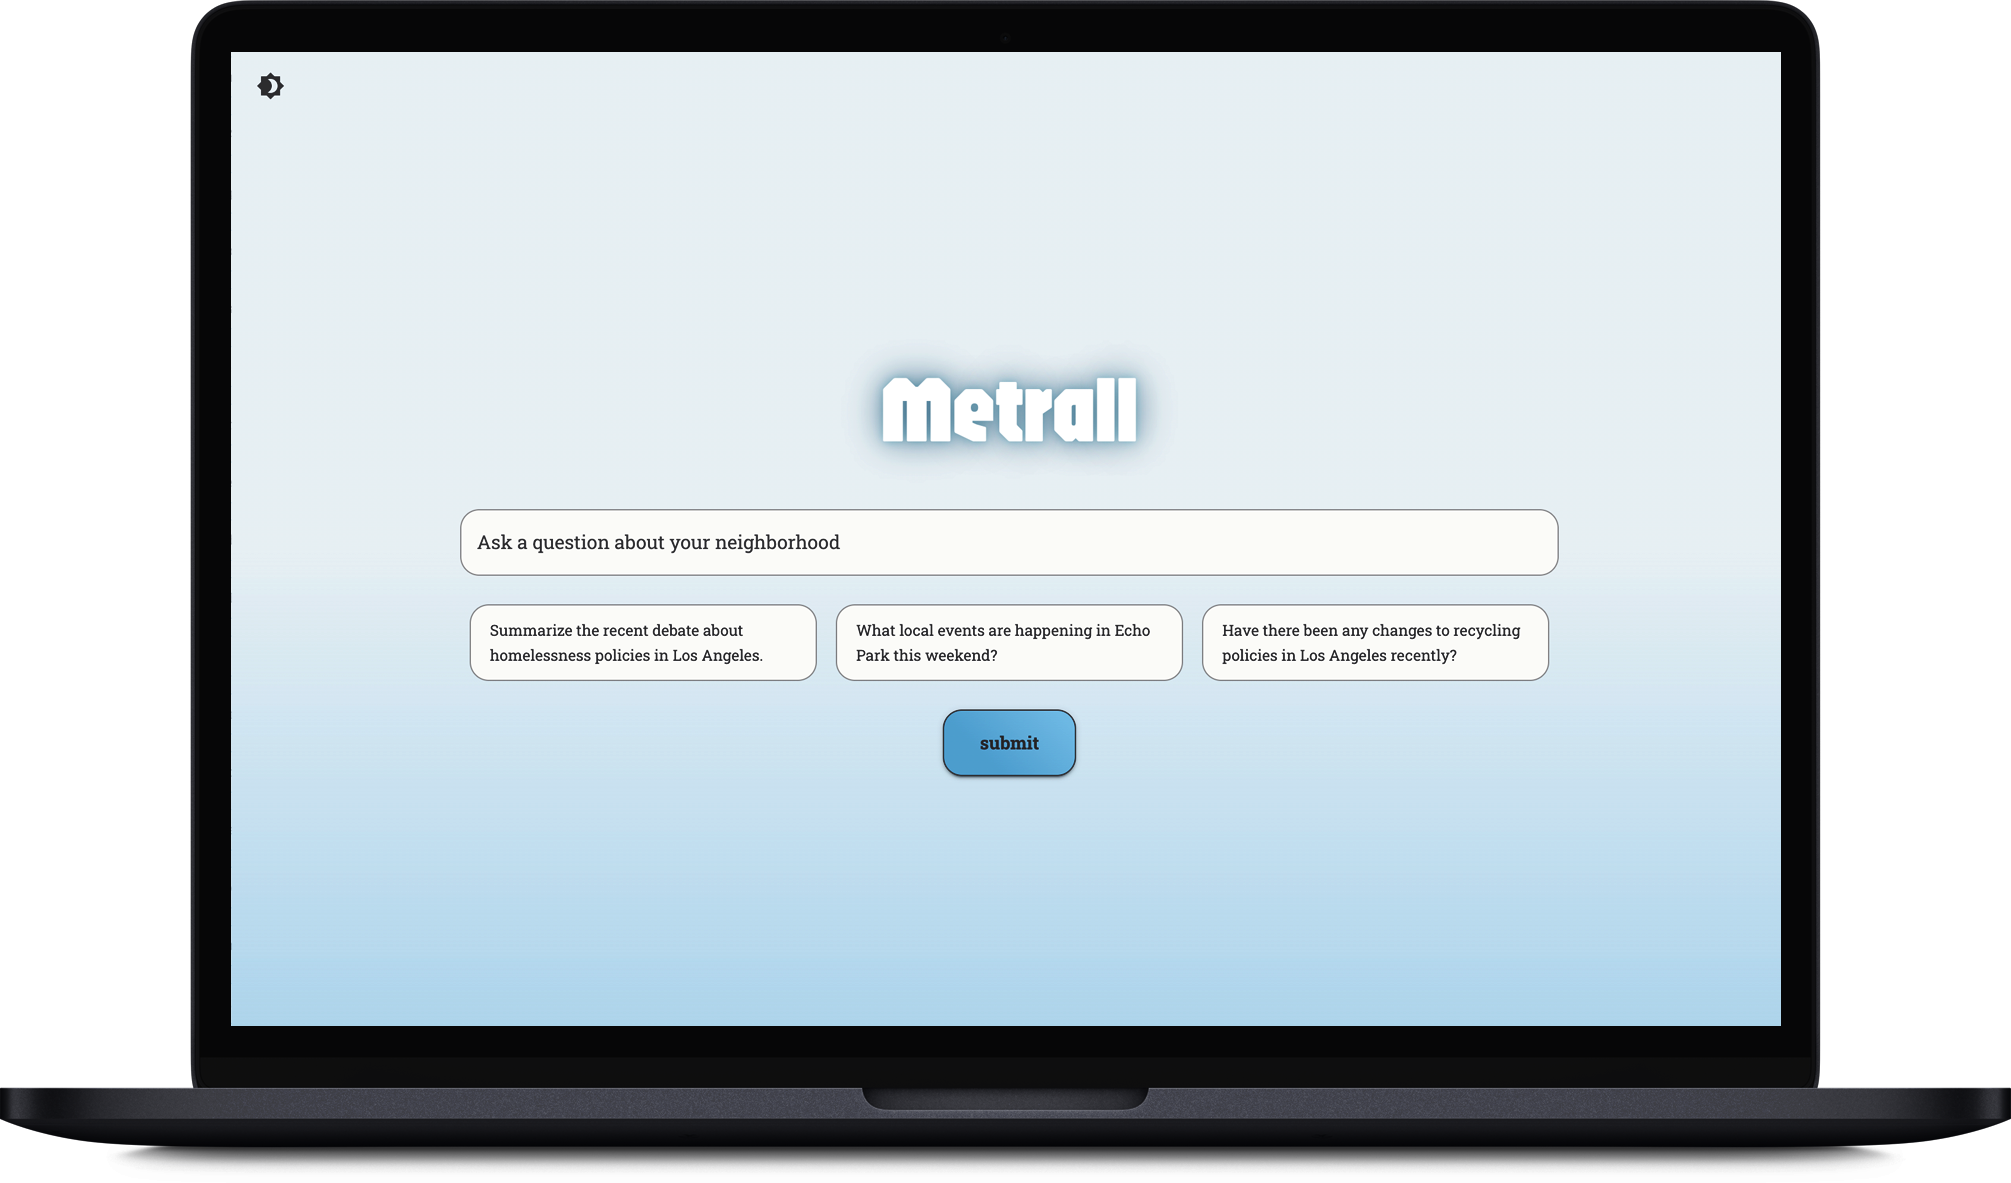 Metrall
Ask a question about your neighborhood
Summarize the recent debate about
homelessness policies in Los Angeles.
What local events are happening in Echo
Park this weekend?
Have there been any changes to recycling
policies in Los Angeles recently?
submit